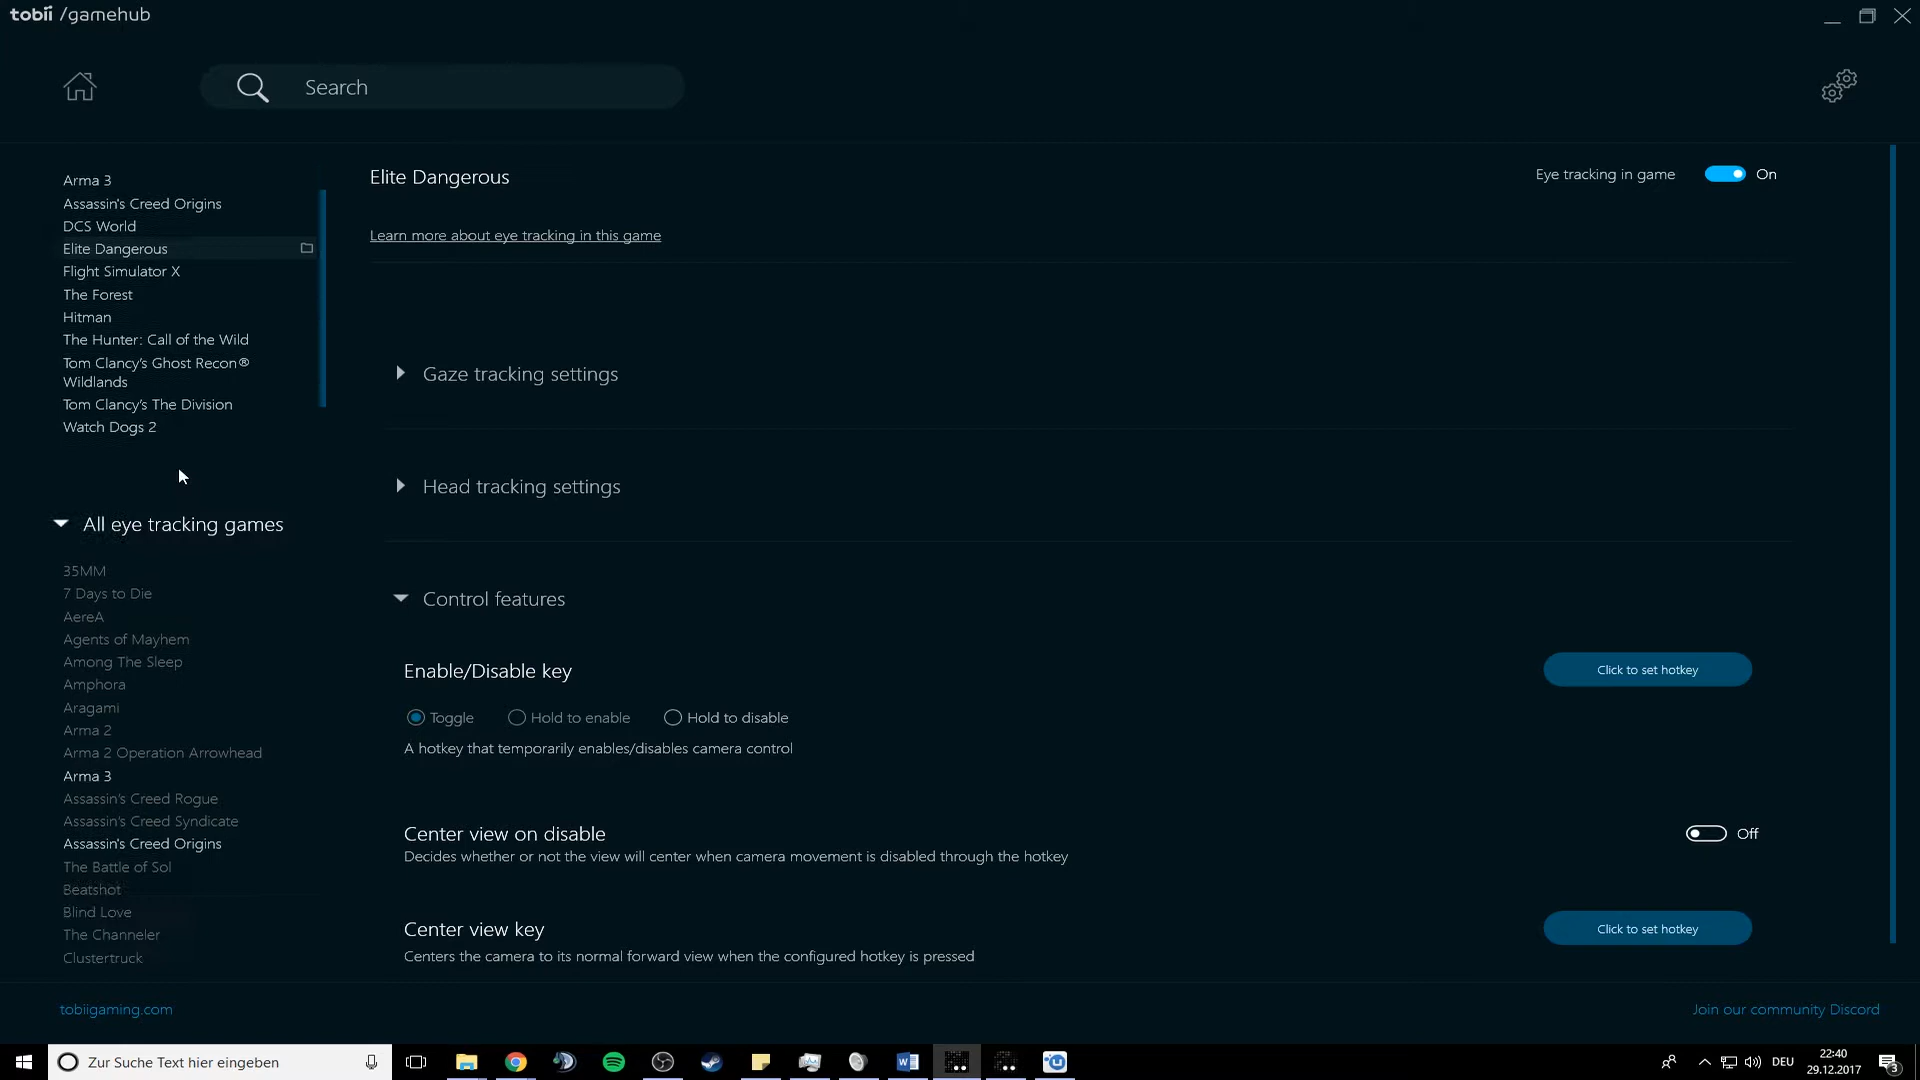 tobii /gamehub
Search
Arma 3
Assassin's Creed Origins
DCS World
Elite Dangerous
Flight Simulator X
The Forest
Hitman
The Hunter: Call of the Wild
Tom Clancy's Ghost Recon®
Wildlands
Tom Clancy's The Division
Watch Dogs 2
All eye tracking games
35MM
7 Days to Die
AereA
Agents of Mayhem
Among The Sleep
Amphora
Aragami
Arma 2
Arma 2 Operation Arrowhead
Arma 3
Assassin's Creed Rogue
Assassin's Creed Syndicate
Assassin's Creed Origins
The Battle of Sol
Beatshot
Blind Love
The Channeler
Clustertruck
Elite Dangerous
Eye tracking in game On
Learn more about eye tracking in this game
Gaze tracking settings
Head tracking settings
Control features
Enable/Disable key
Click to set hotkey
Toggle Hold to enable Hold to disable
A hotkey that temporarily enables/disables camera control
Center view on disable
Off
Decides whether or not the view will center when camera movement is disabled through the hotkey
Center view key
Click to set hotkey
Centers the camera to its normal forward view when the configured hotkey is pressed
tobiigaming.com
Join our community Discord
Zur Suche Text hier eingeben
DEU
22:40
29.12.2017
3